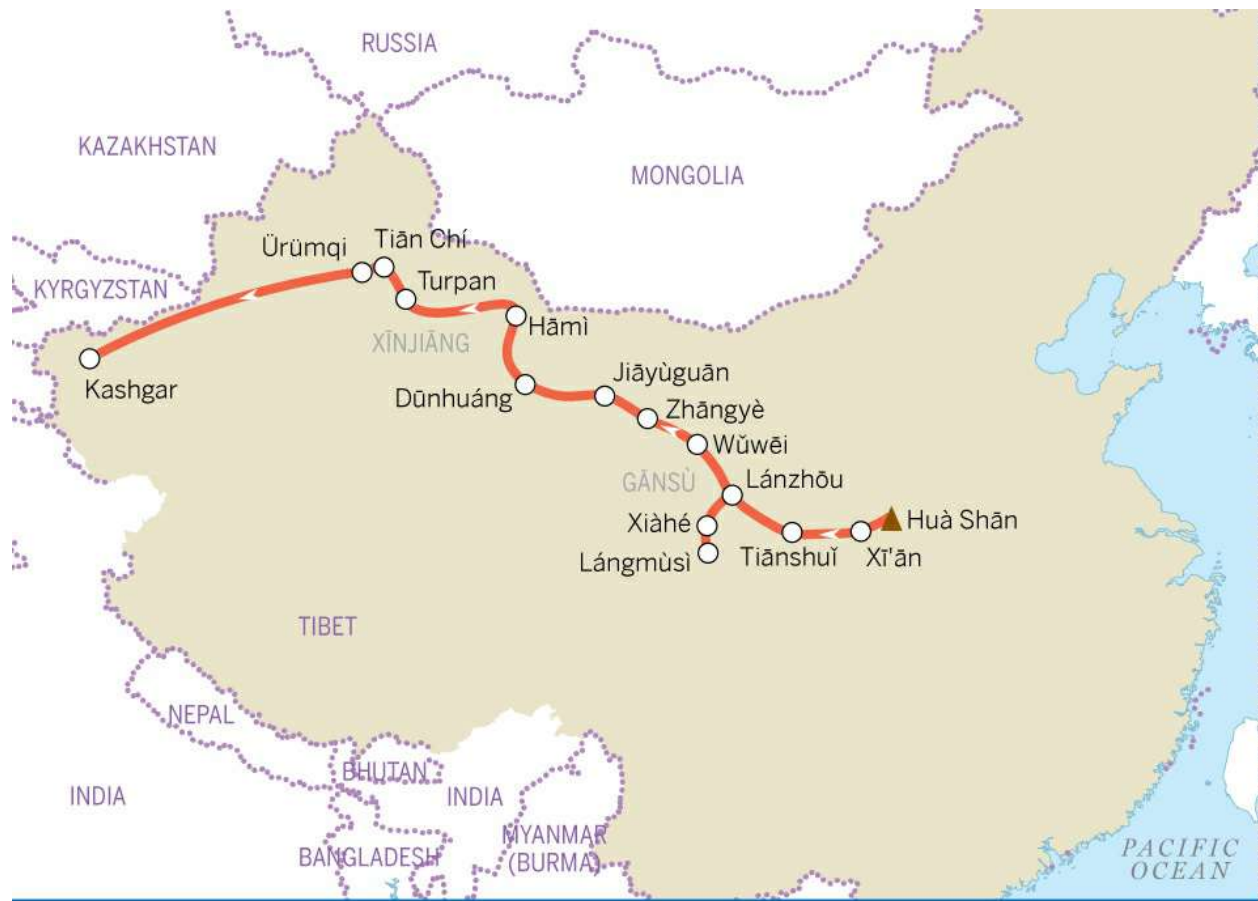 RUSSIA
KAZAKHSTAN
MONGOLIA
Ürümqi
Tiān Chí
KYRGYZSTAN
Turpan
Hāmì
XĪNJIĀNG
Kashgar
Dūnhuáng
Jiāyùguān
Zhāngyè
Wǔwēi
GĀNSÙ
Lánzhōu
Xiàhé
Huà Shān
Lángmùsì
Tiānshuǐ
Xī'ān
TIBET
NEPAL
BHUTAN
INDIA
INDIA
MYANMAR
(BURMA)
BANGLADESH
PACIFIC
OCEAN